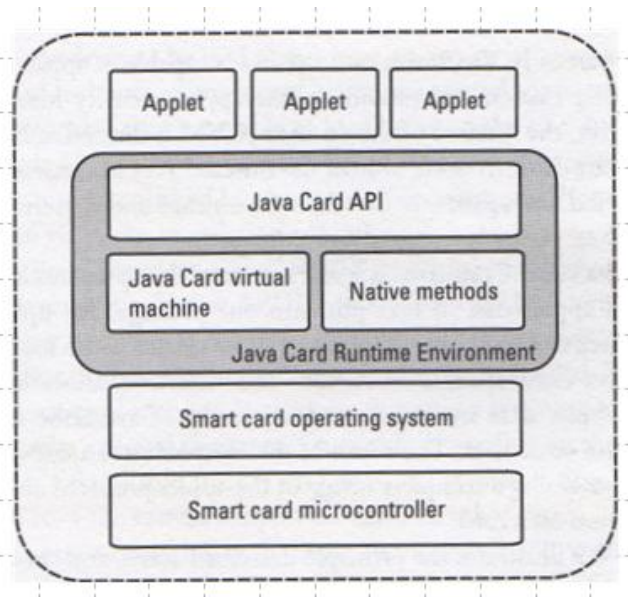 Applet Applet Applet
Java Card API
Java Card virtual
machine
Native methods
Java Card Runtime Environment
Smart card operating system
Smart card microcontroller